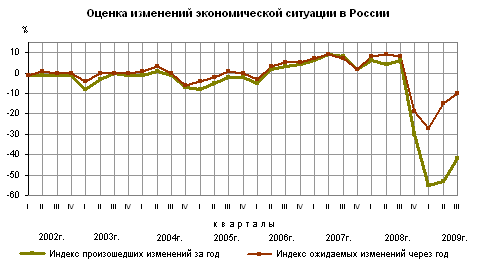 Оценка изменений экономической ситуации в России
%
10
0
-10
-20
-30
-40
-50
-60
I II III IV I II III IV I II III IV I II III IV I II III IV I II III IV I II III IV I II III
к в а р т а л ы
2002г. 2003г. 2004г. 2005г. 2006г. 2007г. 2008г. 2009г.
Индекс произошедших изменений за год Индекс ожидаемых изменений через год